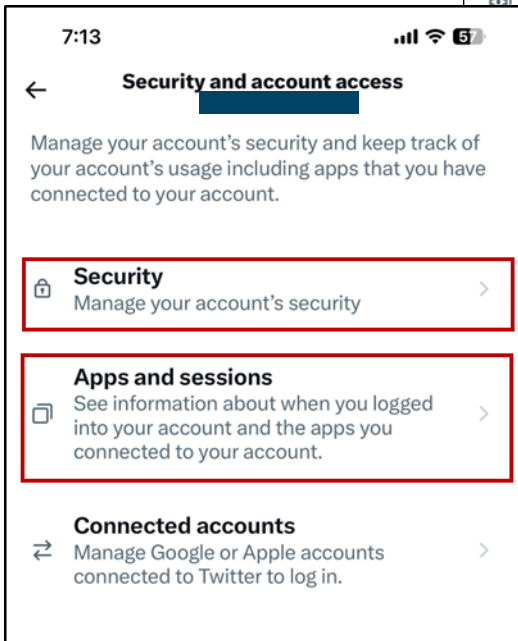 7:13
57
Security and account access
Manage your account's security and keep track of
your account's usage including apps that you have
connected to your account.
Security
Manage your account's security
Apps and sessions
See information about when you logged
into your account and the apps you
connected to your account.
Connected accounts
Manage Google or Apple accounts
connected to Twitter to log in.